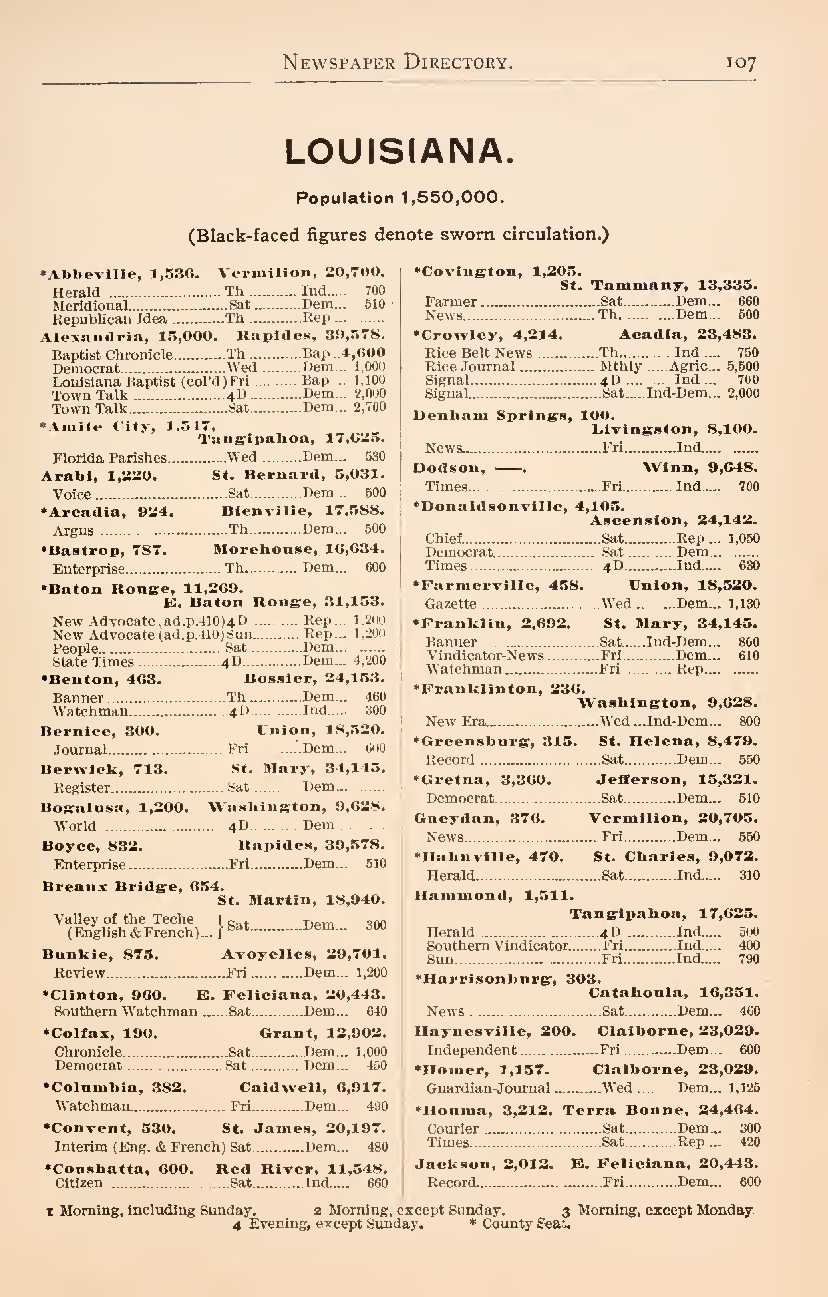 NEWSPAPER DIRECTORY. 107
LOUISIANA.
Population 1,550,000.
(Black-faced figures denote sworn circulation.)
*Abbeville, 1,536. Vermilion, 20,700.
Herald Th Ind. 700
Meridional Sat Dem. 510
Republican Idea Th Rep
Alexandria, 15,000. Rapides, 39,578.
Baptist Chronicle Th Bap 4,600
Democrat Wed Dem 1,000
Louisiana Baptist (col'd) Fri Bap 1,100
Town Talk 4D Dem 2,000
Town Talk Sat Dem 2,700
*Amite City, 1,547.
Tangipahoa, 17,625.
Florida Parishes Wed Dem 530
Arabi, 1,220. St. Bernard, 5,031.
Voice Sat Dem 500
*Arcadia, 924. Bienville, 17,588.
Argus Th Dem 500
*Bastrop, 787. Morehouse, 16,634.
Enterprise Th. Dem 600
*Baton Rouge, 11,269.
E. Baton Rouge, 31,153.
New Advocate (ad.p.410) 4D Rep 1,200
New Advocate (ad.p.410) Sun Rep 1,200
People Sat Dem
State Times 4D Dem 4,200
*Benton, 463. Bossier, 24,153.
Banner Th Dem 460
Watchman 4D Ind. 300
Bernice, 300. Union, 18,520.
Journal Fri Dem 600
Berwick, 713. St. Mary, 34,145.
Register Sat Dem
Bogalusa, 1,200. Washington, 9,628.
World 4D Dem
Boyce, 832. Rapides, 39,578.
Enterprise Fri Dem 510
Breaux Bridge, 654.
St. Martin, 18,940.
Valley of the Teche
(English & French) } Sat Dem 300
Bunkie, 875. Avoyelles, 29,701.
Review Fri Dem 1,200
*Clinton, 960. E. Feliciana, 20,443.
Southern Watchman Sat Dem 640
*Colfax, 190. Grant, 12,902.
Chronicle Sat Dem 1,000
Democrat Sat Dem 450
*Columbia, 382. Caldwell, 6,917.
Watchman Fri Dem 490
*Convent, 530. St. James, 20,197.
Interim (Eng. & French) Sat Dem 480
*Coushatta, 600. Red River, 11,548.
Citizen Sat Ind. 660
*Covington, 1,205.
St. Tammany, 13,335.
Farmer Sat Dem 660
News Th. Dem 500
*Crowley, 4,214. Acadia, 23,483.
Rice Belt News Th. Ind 750
Rice Journal Mthly Agric 5,500
Signal 4D Ind 700
Signal Sat Ind-Dem 2,000
Denham Springs, 100.
Livingston, 8,100.
News Fri Ind.
Dodson, ——. Winn, 9,648.
Times Fri Ind 700
*Donaldsonville, 4,105.
Ascension, 24,142.
Chief Sat Rep 1,050
Democrat Sat Dem
Times 4D Ind. 630
*Farmerville, 458. Union, 18,520.
Gazette Wed Dem 1,130
*Franklin, 2,692. St. Mary, 34,145.
Banner Sat Ind-Dem 860
Vindicator-News Fri Dem 610
Watchman Fri Rep
*Franklinton, 236.
Washington, 9,628.
New Era Wed Ind-Dem 800
*Greensburg, 315. St. Helena, 8,479.
Record Sat Dem 550
*Gretna, 3,360. Jefferson, 15,321.
Democrat Sat Dem 510
Gueydan, 376. Vermilion, 20,705.
News Fri Dem 550
*Hahnville, 470. St. Charles, 9,072.
Herald Sat Ind. 310
Hammond, 1,511.
Tangipahoa, 17,625.
Herald 4D Ind. 500
Southern Vindicator Fri Ind. 400
Sun Fri Ind. 790
*Harrisonburg, 303.
Catahoula, 16,351.
News Sat Dem 460
Haynesville, 200. Claiborne, 23,029.
Independent Fri Dem 600
*Homer, 1,157. Claiborne, 23,029.
Guardian-Journal Wed Dem 1,125
*Houma, 3,212. Terra Bonne, 24,464.
Courier Sat Dem 300
Times Sat Rep 420
Jackson, 2,012. E. Feliciana, 20,443.
Record Fri Dem 600
1 Morning, including Sunday. 2 Morning, except Sunday. 3 Morning, except Monday
4 Evening, except Sunday. * County Seat.